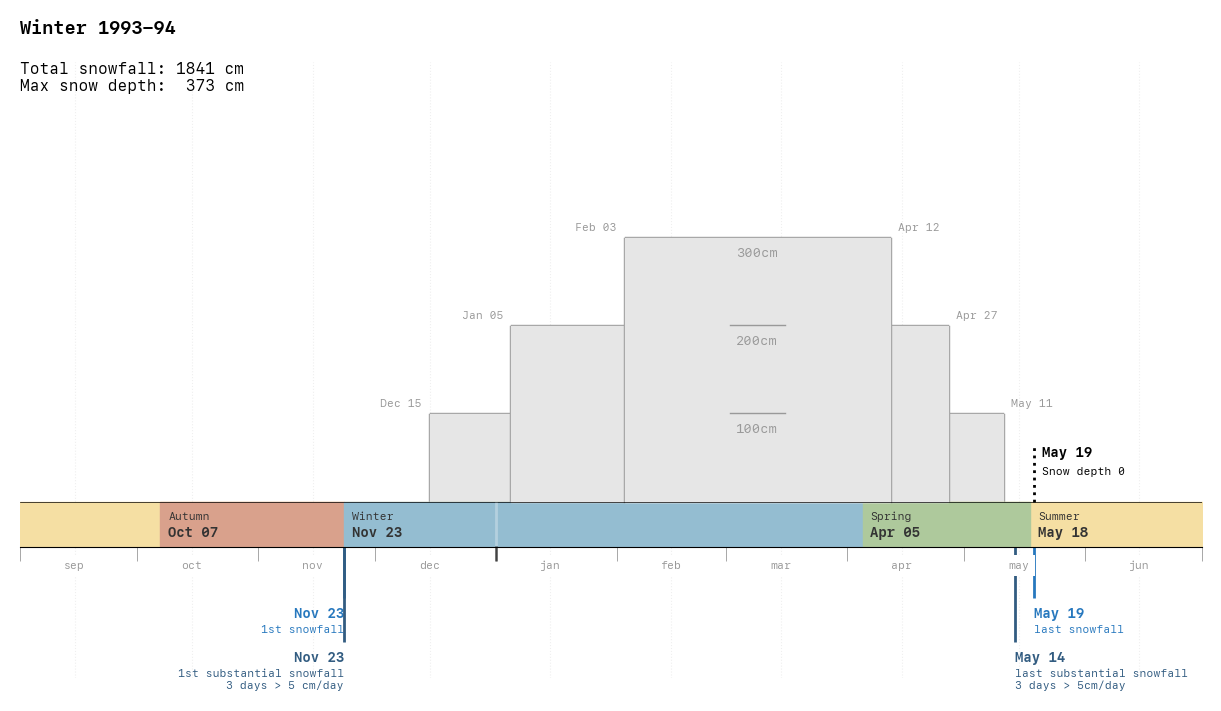 Winter 1993–94
Total snowfall: 1841 cm
Max snow depth:  373 cm
Feb 03
Apr 12
300cm
Jan 05
Apr 27
200cm
Dec 15
May 11
100cm
May 19
Snow depth 0
Autumn
Oct 07
Winter
Nov 23
Spring
Apr 05
Summer
May 18
sep oct nov dec jan feb mar apr may jun
Nov 23
1st snowfall
May 19
last snowfall
Nov 23
1st substantial snowfall
3 days > 5 cm/day
May 14
last substantial snowfall
3 days > 5cm/day